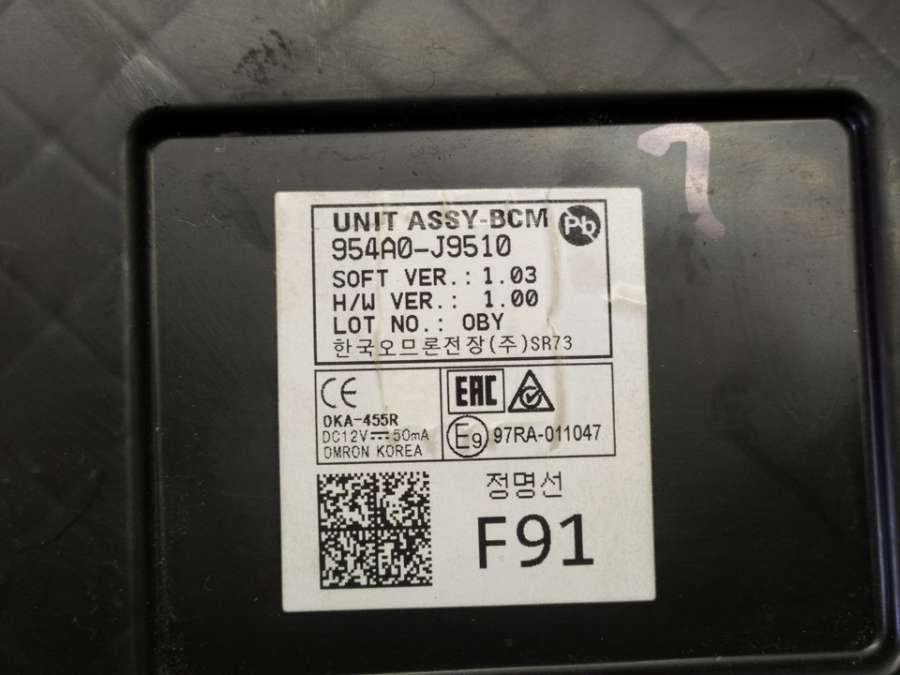 7
UNIT ASSY-BCM
Pb
954A0-J9510
SOFT VER.: 1.03
H/W VER.: 1.00
LOT NO.: OBY
한국오므론전장(주)SR73
CE
EAC
OKA-455R
DC12V⎓50mA
OMRON KOREA
E9 97RA-011047
정명선
F91